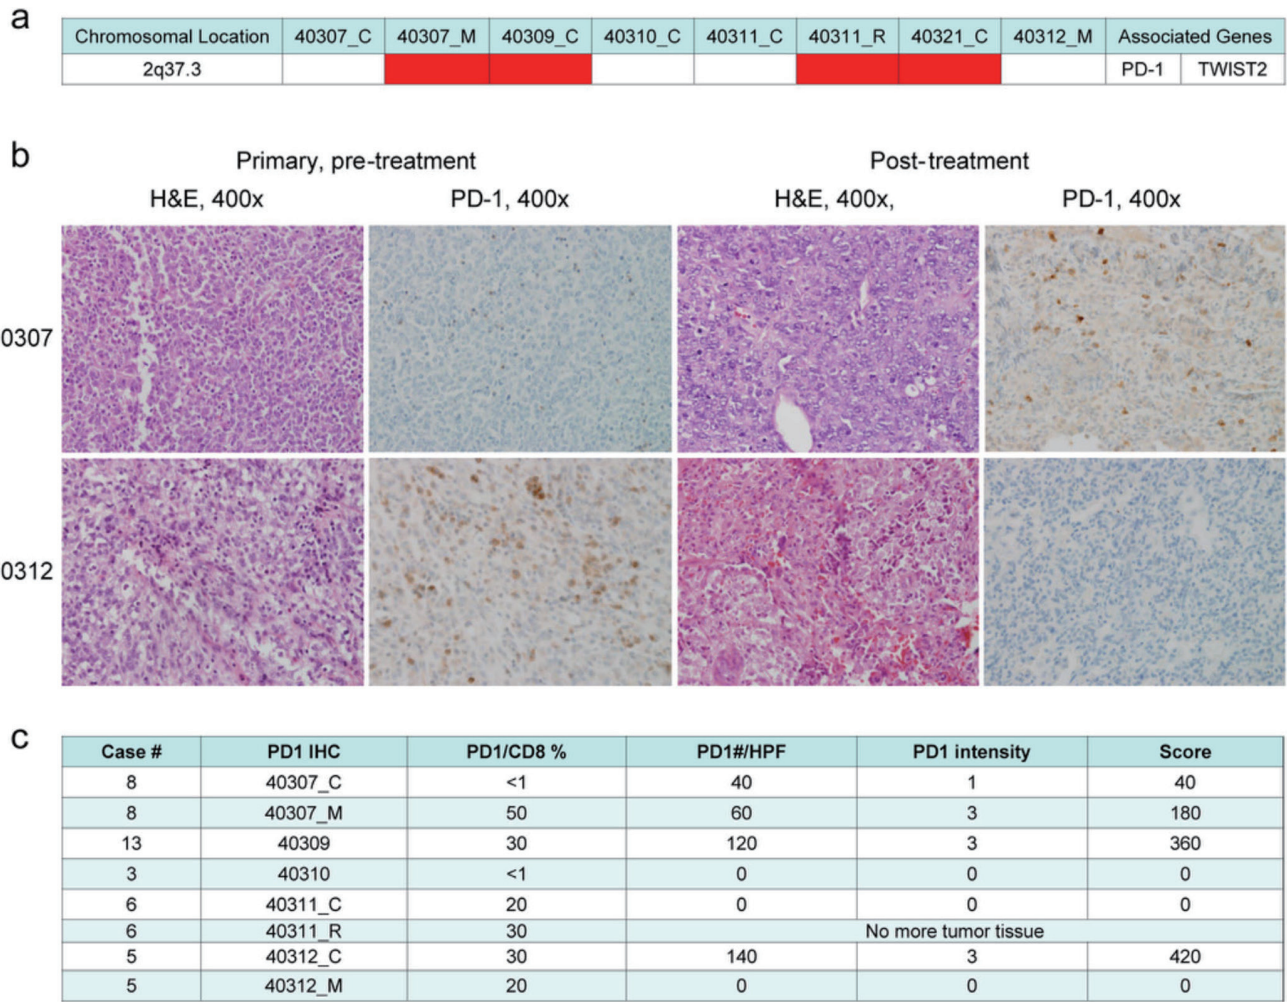 a
Chromosomal Location 40307_C 40307_M 40309_C 40310_C 40311_C 40311_R 40321_C 40312_M Associated Genes
2q37.3 PD-1 TWIST2
b
Primary, pre-treatment Post-treatment
H&E, 400x PD-1, 400x H&E, 400x, PD-1, 400x
0307
0312
c
Case # PD1 IHC PD1/CD8 % PD1#/HPF PD1 intensity Score
8 40307_C <1 40 1 40
8 40307_M 50 60 3 180
13 40309 30 120 3 360
3 40310 <1 0 0 0
6 40311_C 20 0 0 0
6 40311_R 30 No more tumor tissue
5 40312_C 30 140 3 420
5 40312_M 20 0 0 0